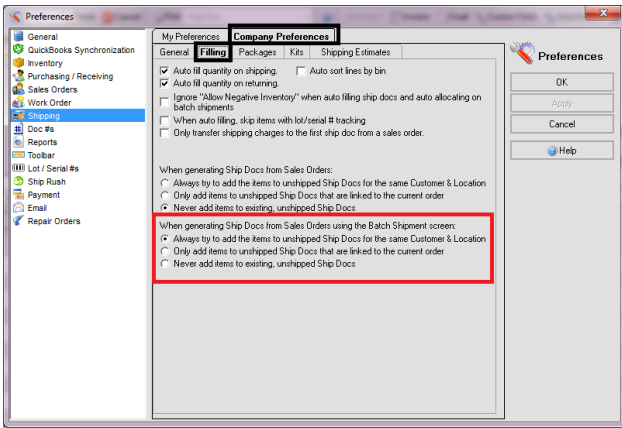 Preferences
General
QuickBooks Synchronization
Inventory
Purchasing / Receiving
Sales Orders
Work Order
Shipping
Doc #s
Reports
Toolbar
Lot / Serial #s
Ship Rush
Payment
Email
Repair Orders
My Preferences Company Preferences
General Filling Packages Kits Shipping Estimates
Auto fill quantity on shipping. Auto sort lines by bin
Auto fill quantity on returning.
Ignore "Allow Negative Inventory" when auto filling ship docs and auto allocating on
batch shipments
When auto filling, skip items with lot/serial # tracking
Only transfer shipping charges to the first ship doc from a sales order.
When generating Ship Docs from Sales Orders:
Always try to add the items to unshipped Ship Docs for the same Customer & Location
Only add items to unshipped Ship Docs that are linked to the current order
Never add items to existing, unshipped Ship Docs
When generating Ship Docs from Sales Orders using the Batch Shipment screen:
Always try to add the items to unshipped Ship Docs for the same Customer & Location
Only add items to unshipped Ship Docs that are linked to the current order
Never add items to existing, unshipped Ship Docs
Preferences
OK
Apply
Cancel
Help